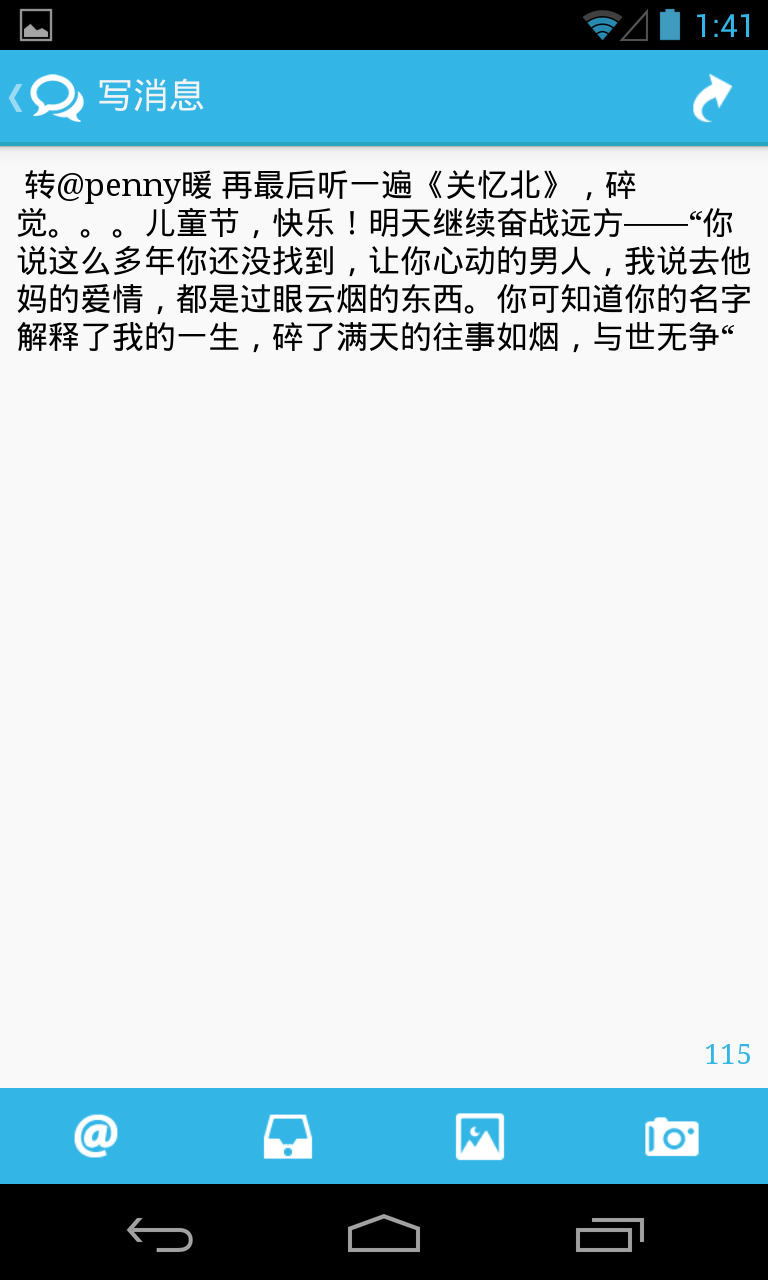 1:41
写消息
转@penny暖 再最后听一遍《关忆北》，碎
觉。。。儿童节，快乐！明天继续奋战远方——“你
说这么多年你还没找到，让你心动的男人，我说去他
妈的爱情，都是过眼云烟的东西。你可知道你的名字
解释了我的一生，碎了满天的往事如烟，与世无争“
115